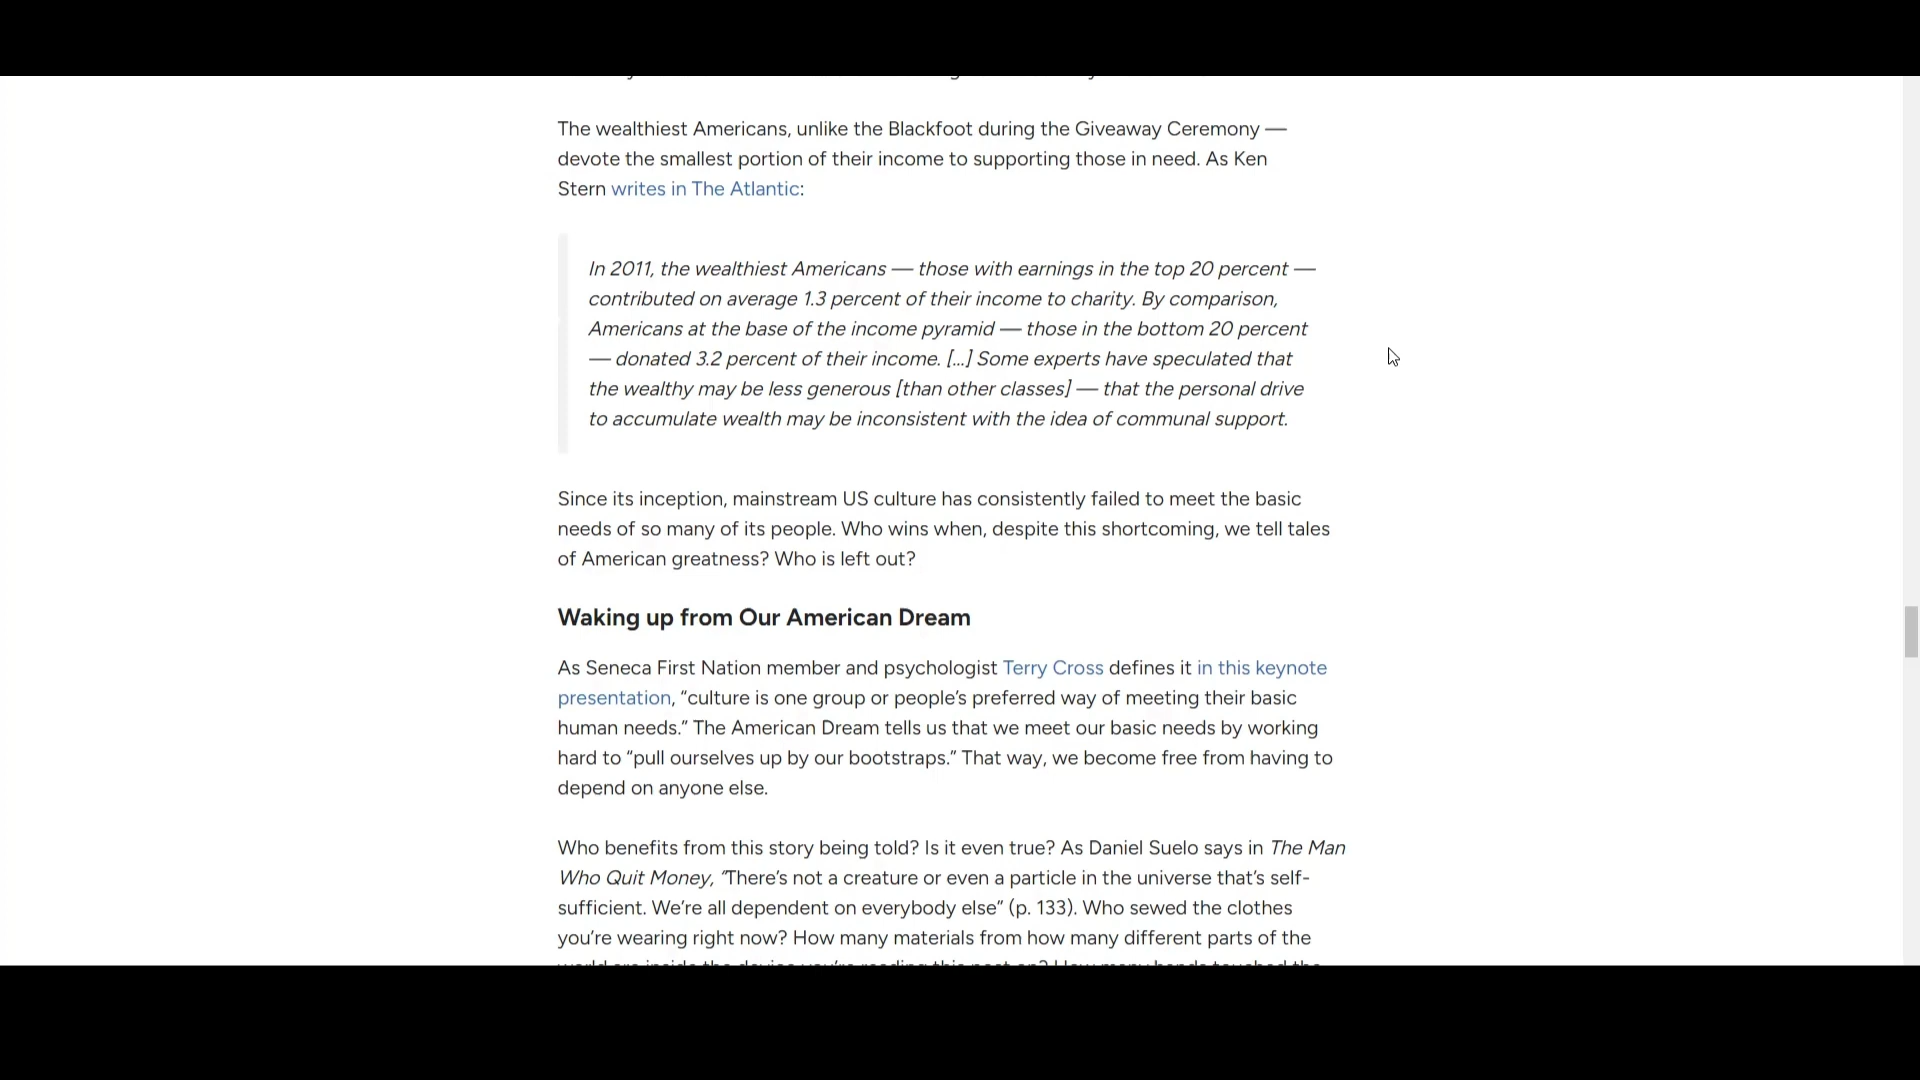 The wealthiest Americans, unlike the Blackfoot during the Giveaway Ceremony —
devote the smallest portion of their income to supporting those in need. As Ken
Stern writes in The Atlantic:
In 2011, the wealthiest Americans — those with earnings in the top 20 percent —
contributed on average 1.3 percent of their income to charity. By comparison,
Americans at the base of the income pyramid — those in the bottom 20 percent
— donated 3.2 percent of their income. [...] Some experts have speculated that
the wealthy may be less generous [than other classes] — that the personal drive
to accumulate wealth may be inconsistent with the idea of communal support.
Since its inception, mainstream US culture has consistently failed to meet the basic
needs of so many of its people. Who wins when, despite this shortcoming, we tell tales
of American greatness? Who is left out?
Waking up from Our American Dream
As Seneca First Nation member and psychologist Terry Cross defines it in this keynote
presentation, “culture is one group or people’s preferred way of meeting their basic
human needs.” The American Dream tells us that we meet our basic needs by working
hard to “pull ourselves up by our bootstraps.” That way, we become free from having to
depend on anyone else.
Who benefits from this story being told? Is it even true? As Daniel Suelo says in The Man
Who Quit Money, “There’s not a creature or even a particle in the universe that’s self-
sufficient. We’re all dependent on everybody else” (p. 133). Who sewed the clothes
you’re wearing right now? How many materials from how many different parts of the